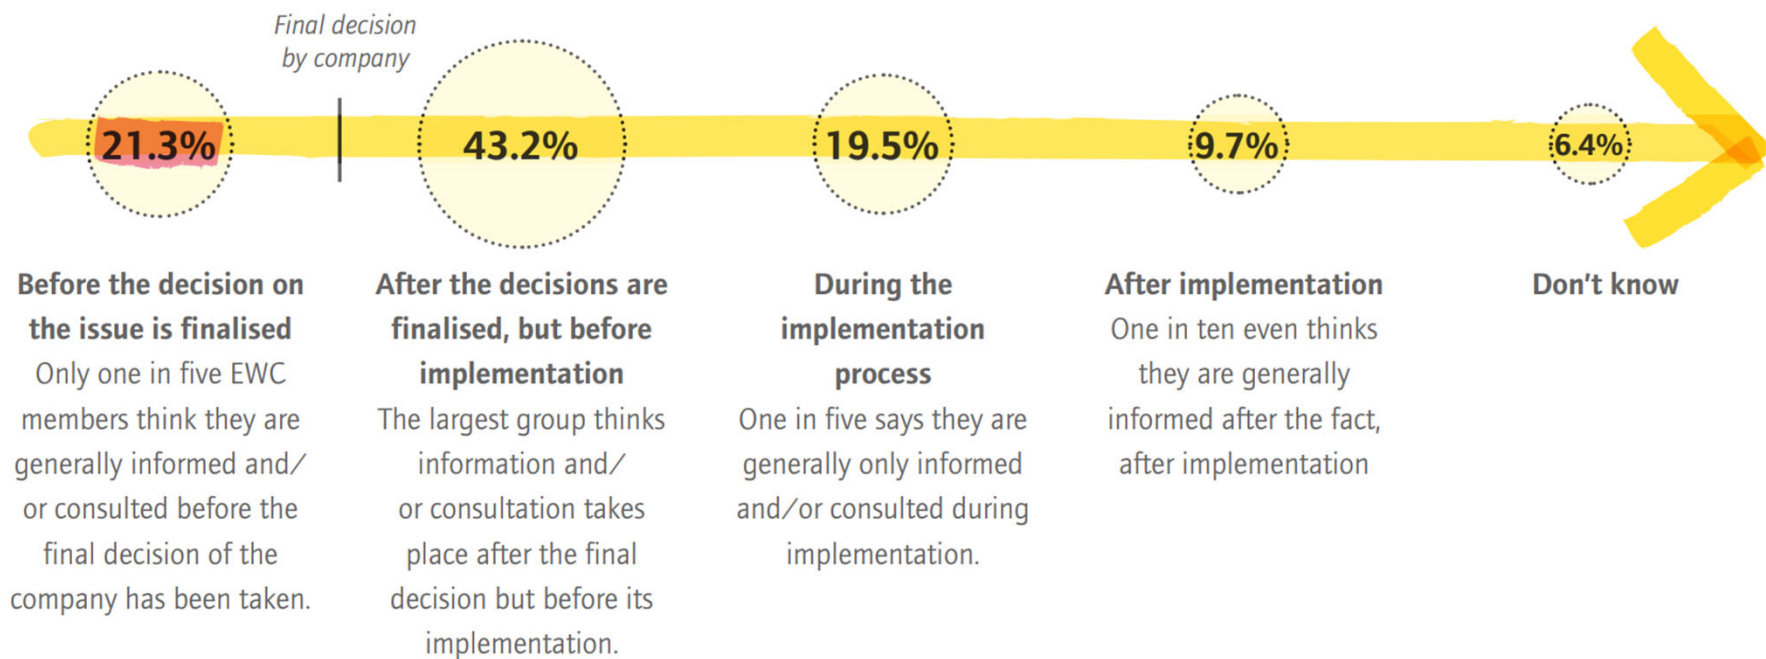 Final decision
by company
21.3%
43.2%
19.5%
9.7%
6.4%
Before the decision on
the issue is finalised
Only one in five EWC
members think they are
generally informed and/
or consulted before the
final decision of the
company has been taken.
After the decisions are
finalised, but before
implementation
The largest group thinks
information and/
or consultation takes
place after the final
decision but before its
implementation.
During the
implementation
process
One in five says they are
generally only informed
and/or consulted during
implementation.
After implementation
One in ten even thinks
they are generally
informed after the fact,
after implementation
Don't know